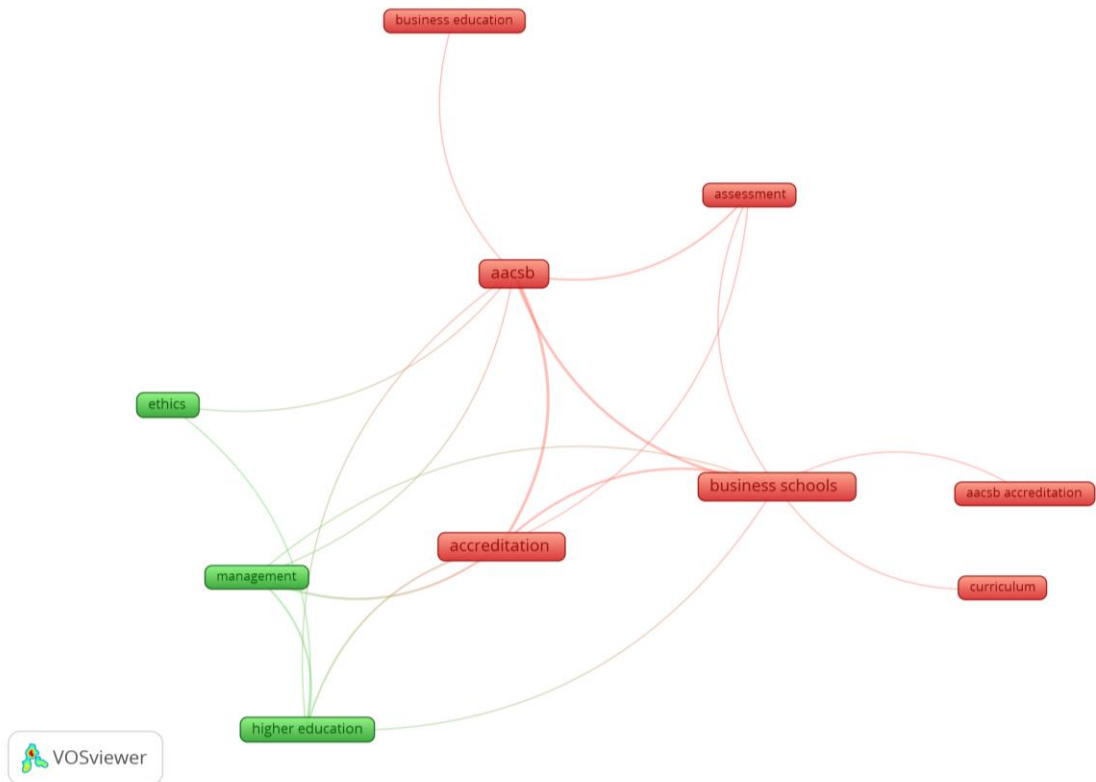 business education
assessment
aacsb
ethics
business schools
aacsb accreditation
accreditation
management
curriculum
higher education
VOSviewer